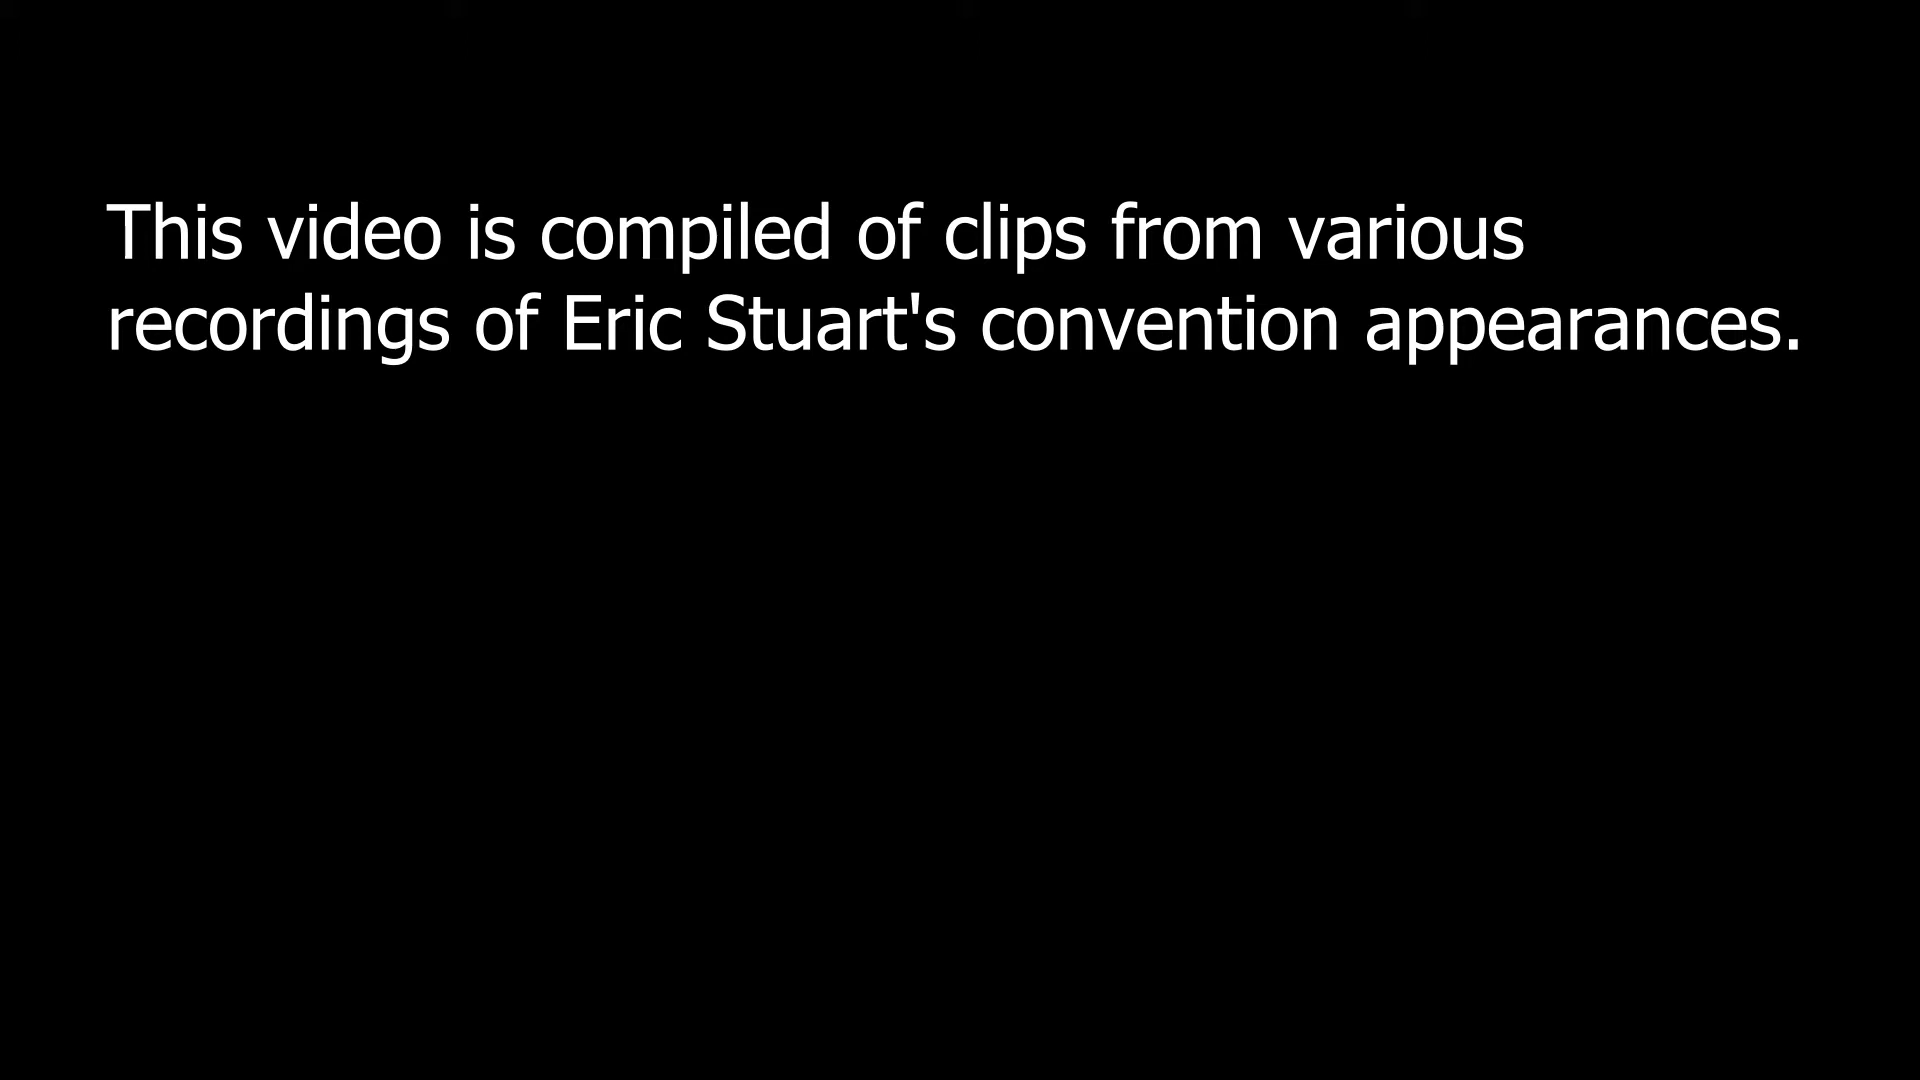 This video is compiled of clips from various
recordings of Eric Stuart's convention appearances.